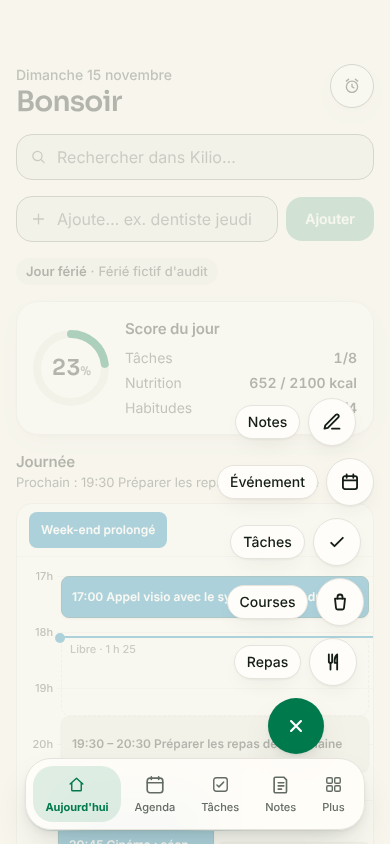 Dimanche 15 novembre
Bonsoir
Rechercher dans Kilio...
Ajoute... ex. dentiste jeudi
Ajouter
Jour férié · Férié fictif d'audit
Score du jour
23%
Tâches 1/8
Nutrition 652 / 2100 kcal
Habitudes
Notes
Journée
Prochain : 19:30 Préparer les rep
Événement
Week-end prolongé
Tâches
17h
17:00 Appel visio avec le
Courses
18h
Libre · 1 h 25
Repas
19h
20h
19:30 – 20:30 Préparer les repas de
Aujourd'hui
Agenda
Tâches
Notes
Plus